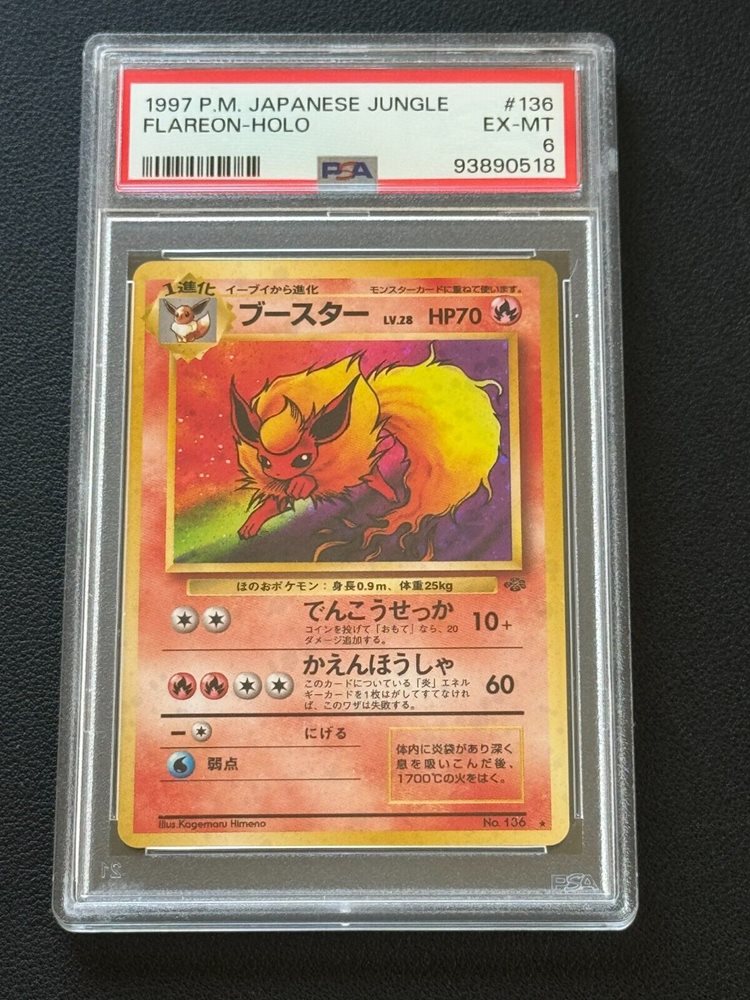 1997 P.M. JAPANESE JUNGLE #136
FLAREON-HOLO EX-MT
6
PSA 93890518
1進化 イーブイから進化 モンスターカードに重ねて使います。
ブースター LV.28 HP70
ほのおポケモン：身長0.9m、体重25kg
でんこうせっか 10+
コインを投げて「おもて」なら、20
ダメージ追加する。
かえんほうしゃ 60
このカードについている「炎」エネル
ギーカードを1枚はがしてすてなけれ
ば、このワザは失敗する。
にげる
弱点
体内に炎袋があり深く
息を吸いこんだ後、
1700℃の火をはく。
Illus.Kagemaru Himeno No. 136 ★
PSA